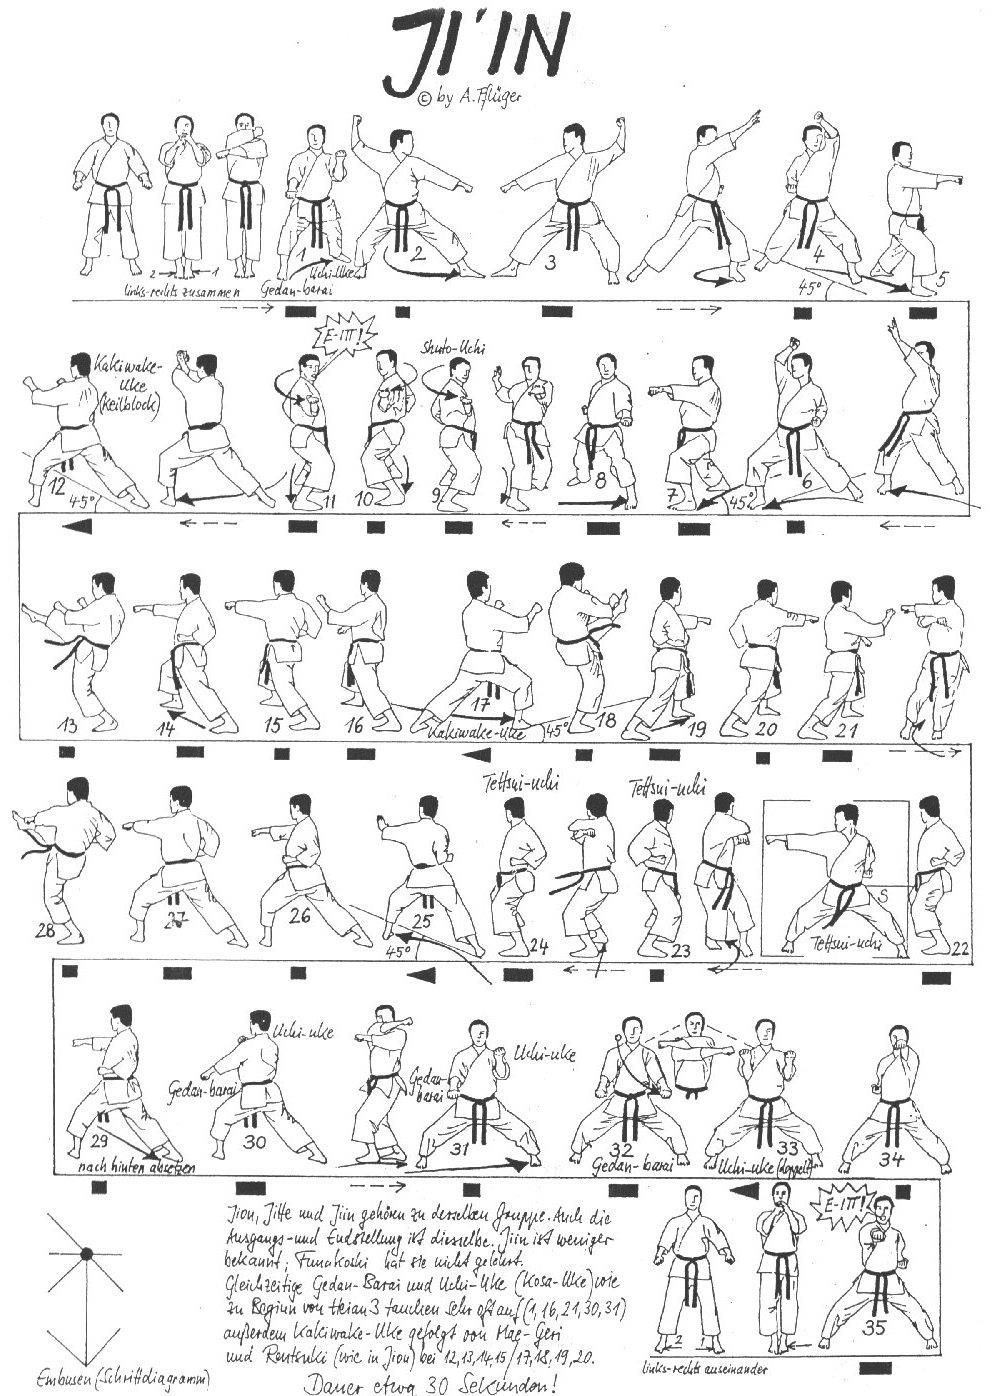 JI'IN
© by A. Pflüger
2 1
links-rechts zusammen
1
Uchi-Uke
Gedan-barai
2
3
4
45°
5
Kakiwake-
Uke
(Keilblock)
12
45°
E-ITT!
11
10
Shuto-Uchi
9
8
7
45°
6
13
14
15
16
17
Kakiwake-Uke
45°
18
19
20
21
28
27
26
25
45°
Tettsui-Uchi
24
Tettsui-Uchi
23
S
Tettsui-Uchi
22
29
nach hinten absetzen
Uchi-Uke
Gedan-barai
30
Gedan-
barai
31
Uchi-Uke
32
Gedan-barai
33
Uchi-Uke (doppelt)
34
Jion, Jitte und Jiin gehören zu derselben Gruppe. Auch die
Ausgangs- und Endstellung ist dieselbe. Jiin ist weniger
bekannt; Funakoshi hat sie nicht gelehrt.
Gleichzeitige Gedan-Barai und Uchi-Uke (Kosa-Uke) wie
zu Beginn von Heian 3 tauchen sehr oft auf (1,16,21,30,31)
außerdem Kakiwake-Uke gefolgt von Mae-Geri
und Rentsuki (wie in Jion) bei 12,13,14,15/17,18,19,20.
Dauer etwa 30 Sekunden!
Embusen (Schrittdiagramm)
2 1
links-rechts auseinander
E-ITT!
35